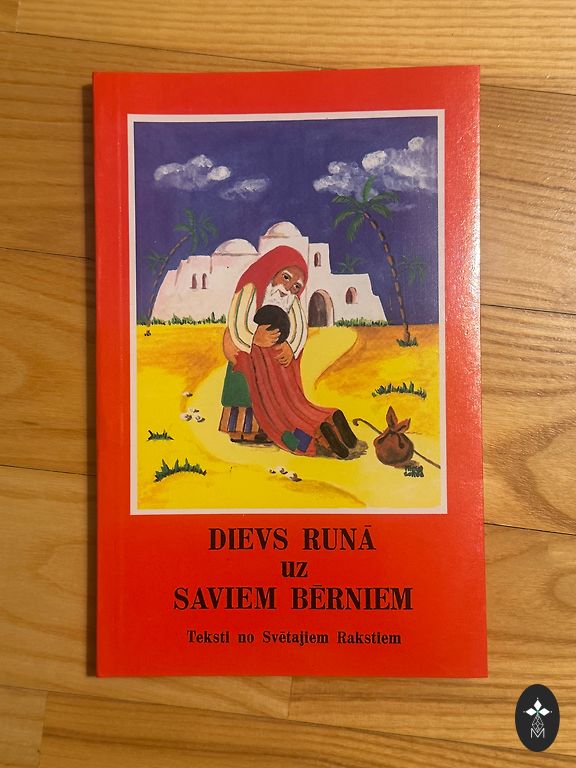 DIEVS RUNĀ
uz
SAVIEM BĒRNIEM
Teksti no Svētajiem Rakstiem
M